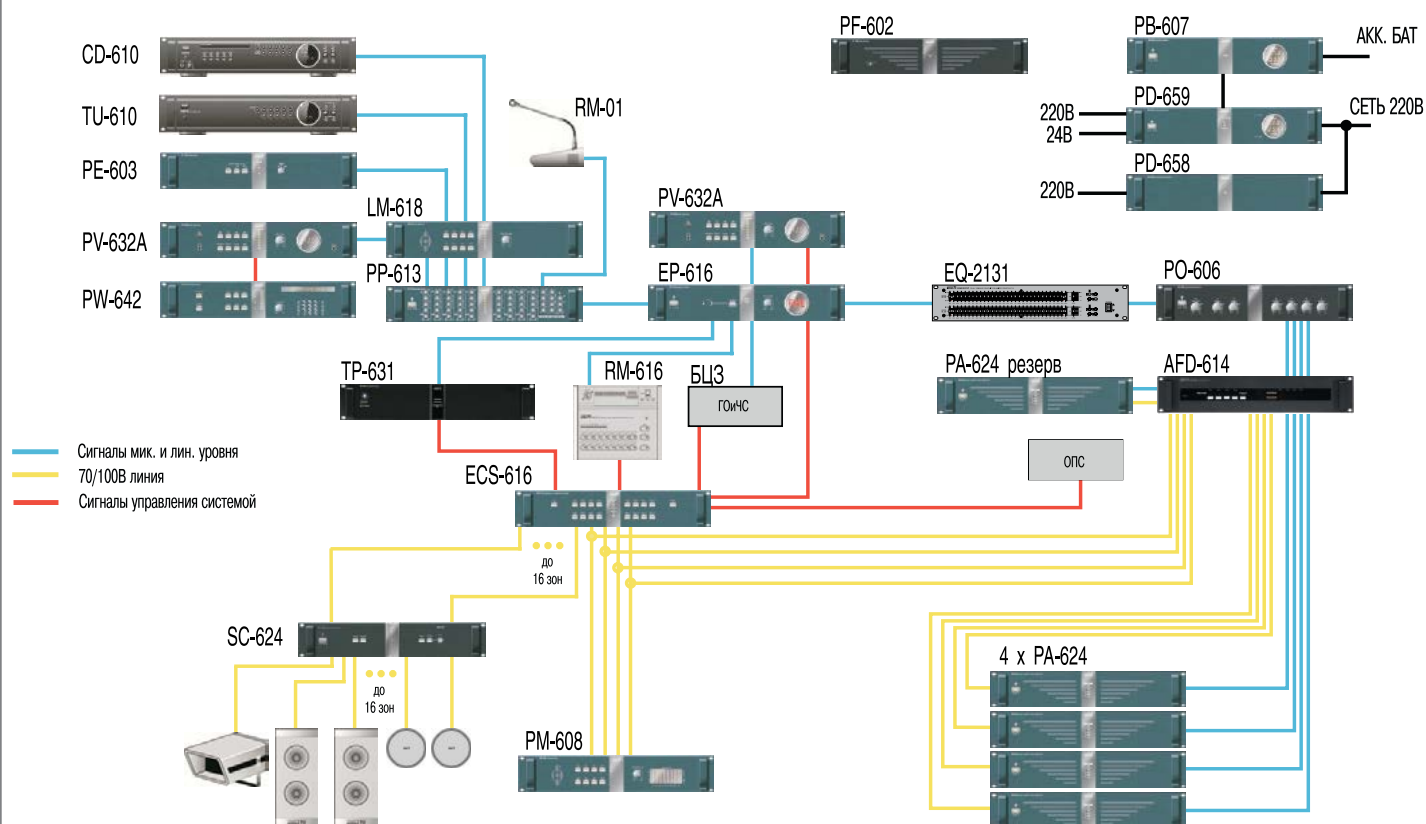 CD-610
TU-610
PE-603
PV-632A
PW-642
LM-618
PP-613
RM-01
PF-602
PB-607
АКК. БАТ
PD-659
220В
24В
СЕТЬ 220В
PD-658
220В
PV-632A
EP-616
EQ-2131
PO-606
TP-631
RM-616
БЦЗ
ГОиЧС
PA-624 резерв
AFD-614
Сигналы мик. и лин. уровня
70/100В линия
Сигналы управления системой
ECS-616
ОПС
до
16 зон
SC-624
до
16 зон
PM-608
4 x PA-624